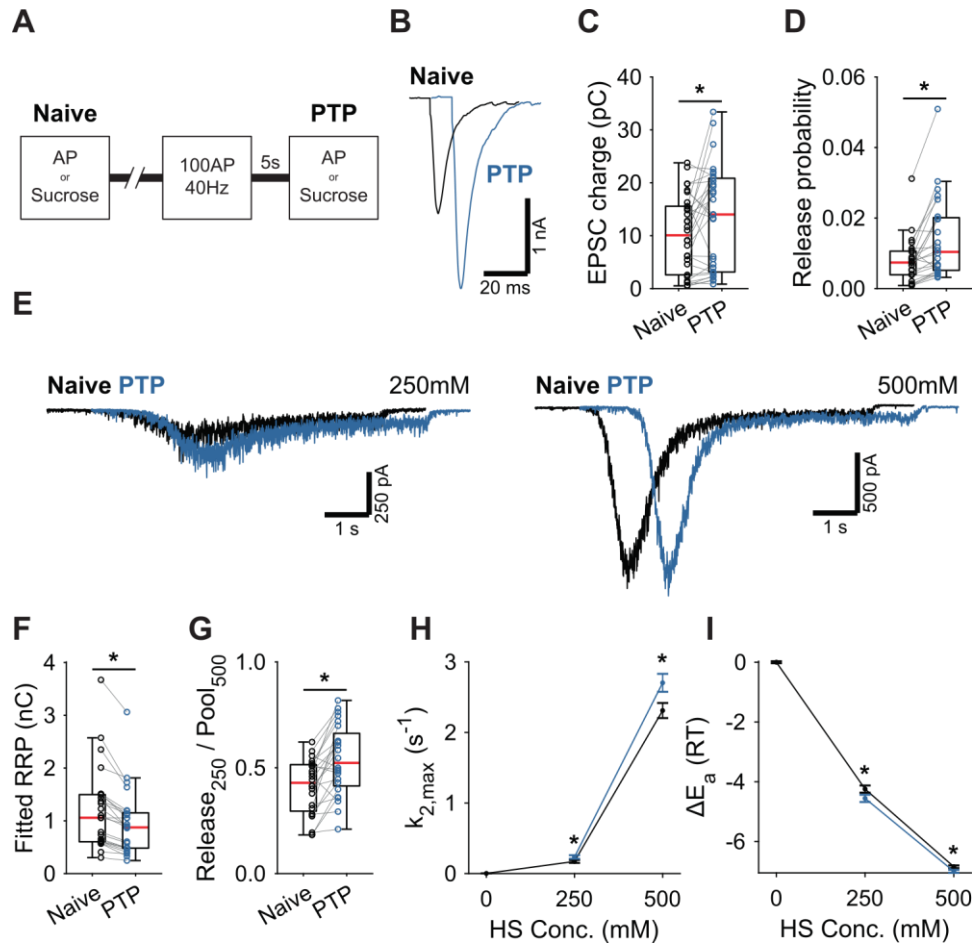 A
Naive
PTP
AP
or
Sucrose
100AP
40Hz
5s
AP
or
Sucrose
B
Naive
PTP
1 nA
20 ms
C
*
EPSC charge (pC)
40
30
20
10
0
Naive
PTP
D
*
Release probability
0.06
0.04
0.02
0.00
Naive
PTP
E
Naive PTP
250mM
250 pA
1 s
Naive PTP
500mM
500 pA
1 s
F
*
Fitted RRP (nC)
4
3
2
1
0
Naive
PTP
G
*
Release250 / Pool500
1.0
0.5
0.0
Naive
PTP
H
*
*
k2,max (s-1)
3
2
1
0
0
250
500
HS Conc. (mM)
I
*
*
ΔEa (RT)
0
-2
-4
-6
0
250
500
HS Conc. (mM)